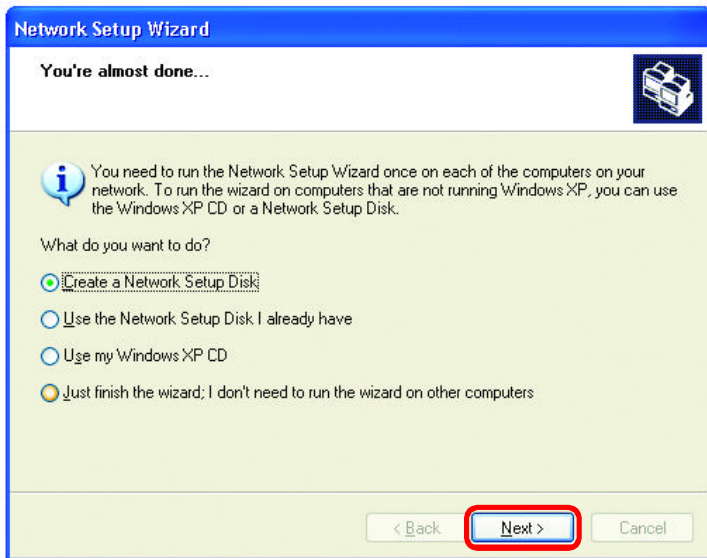 Network Setup Wizard
You're almost done...
You need to run the Network Setup Wizard once on each of the computers on your
network. To run the wizard on computers that are not running Windows XP, you can use
the Windows XP CD or a Network Setup Disk.
What do you want to do?
Create a Network Setup Disk
Use the Network Setup Disk I already have
Use my Windows XP CD
Just finish the wizard; I don't need to run the wizard on other computers
< Back Next > Cancel